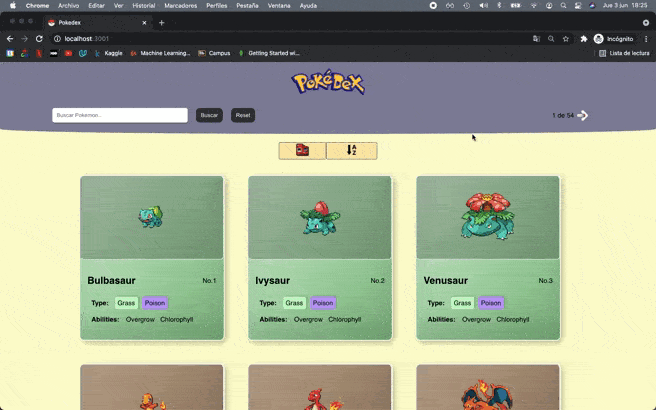 Chrome Archivo Editar Ver Historial Marcadores Perfiles Pestaña Ventana Ayuda Jue 3 jun 18:25
Pokedex
localhost:3001 Incógnito
Kaggle Machine Learning... Campus Getting Started wi... Lista de lectura
PokéDex
Buscar Pokemon... Buscar Reset 1 de 54
A
Z
Bulbasaur No.1 Ivysaur No.2 Venusaur No.3
Type: Grass Poison Type: Grass Poison Type: Grass Poison
Abilities: Overgrow Chlorophyll Abilities: Overgrow Chlorophyll Abilities: Overgrow Chlorophyll